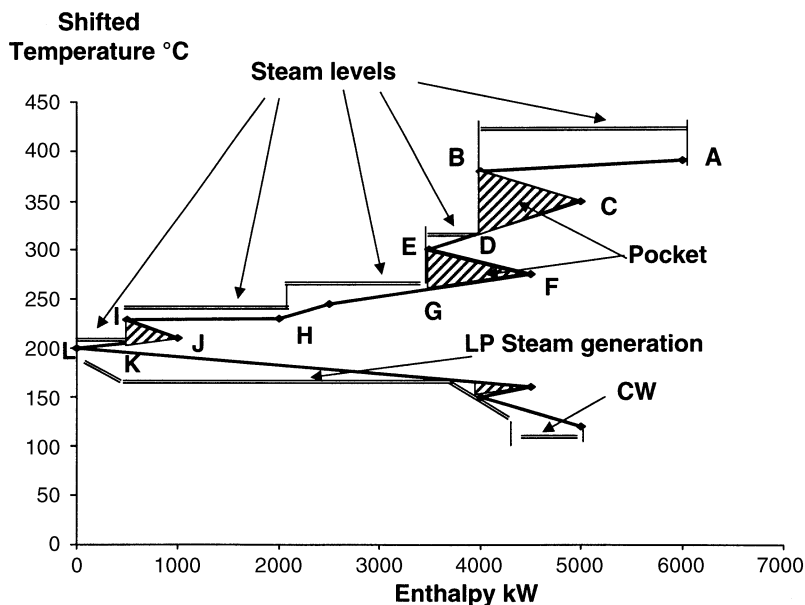 Shifted
Temperature °C
Steam levels
450
400
350
300
250
200
150
100
50
0
B
A
C
E
D
Pocket
F
G
I
H
J
L
K
LP Steam generation
CW
0
1000
2000
3000
4000
5000
6000
7000
Enthalpy kW